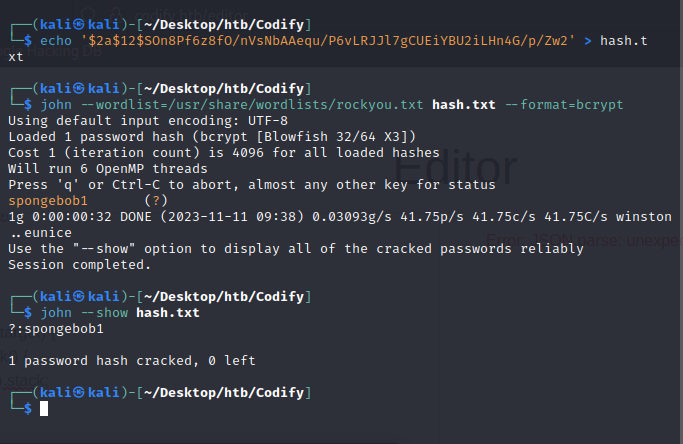 ┌──(kali㉿kali)-[~/Desktop/htb/Codify]
└─$ echo '$2a$12$SOn8Pf6z8fO/nVsNbAAequ/P6vLRJJl7gCUEiYBU2iLHn4G/p/Zw2' > hash.t
xt
┌──(kali㉿kali)-[~/Desktop/htb/Codify]
└─$ john --wordlist=/usr/share/wordlists/rockyou.txt hash.txt --format=bcrypt
Using default input encoding: UTF-8
Loaded 1 password hash (bcrypt [Blowfish 32/64 X3])
Cost 1 (iteration count) is 4096 for all loaded hashes
Will run 6 OpenMP threads
Press 'q' or Ctrl-C to abort, almost any other key for status
spongebob1 (?)
1g 0:00:00:32 DONE (2023-11-11 09:38) 0.03093g/s 41.75p/s 41.75c/s 41.75C/s winston
..eunice
Use the "--show" option to display all of the cracked passwords reliably
Session completed.
┌──(kali㉿kali)-[~/Desktop/htb/Codify]
└─$ john --show hash.txt
?:spongebob1
1 password hash cracked, 0 left
┌──(kali㉿kali)-[~/Desktop/htb/Codify]
└─$
Editor
Error: JSON.parse: unexpe